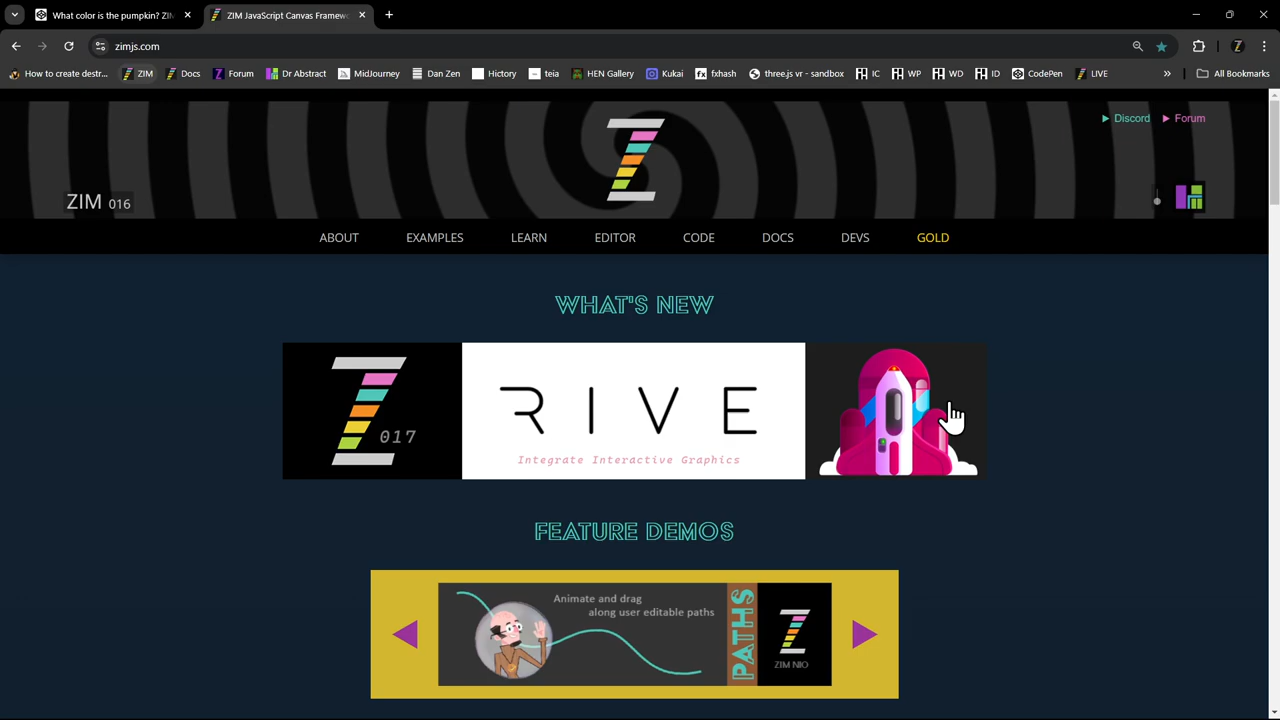 What color is the pumpkin? ZIM
ZIM JavaScript Canvas Framewo
zimjs.com
How to create destr...
ZIM
Docs
Forum
Dr Abstract
MidJourney
Dan Zen
Hictory
teia
HEN Gallery
Kukai
fxhash
three.js vr - sandbox
IC
WP
WD
ID
CodePen
LIVE
All Bookmarks
Discord
Forum
ZIM 016
ABOUT
EXAMPLES
LEARN
EDITOR
CODE
DOCS
DEVS
GOLD
WHAT'S NEW
017
RIVE
Integrate Interactive Graphics
FEATURE DEMOS
Animate and drag
along user editable paths
PATHS
ZIM NIO